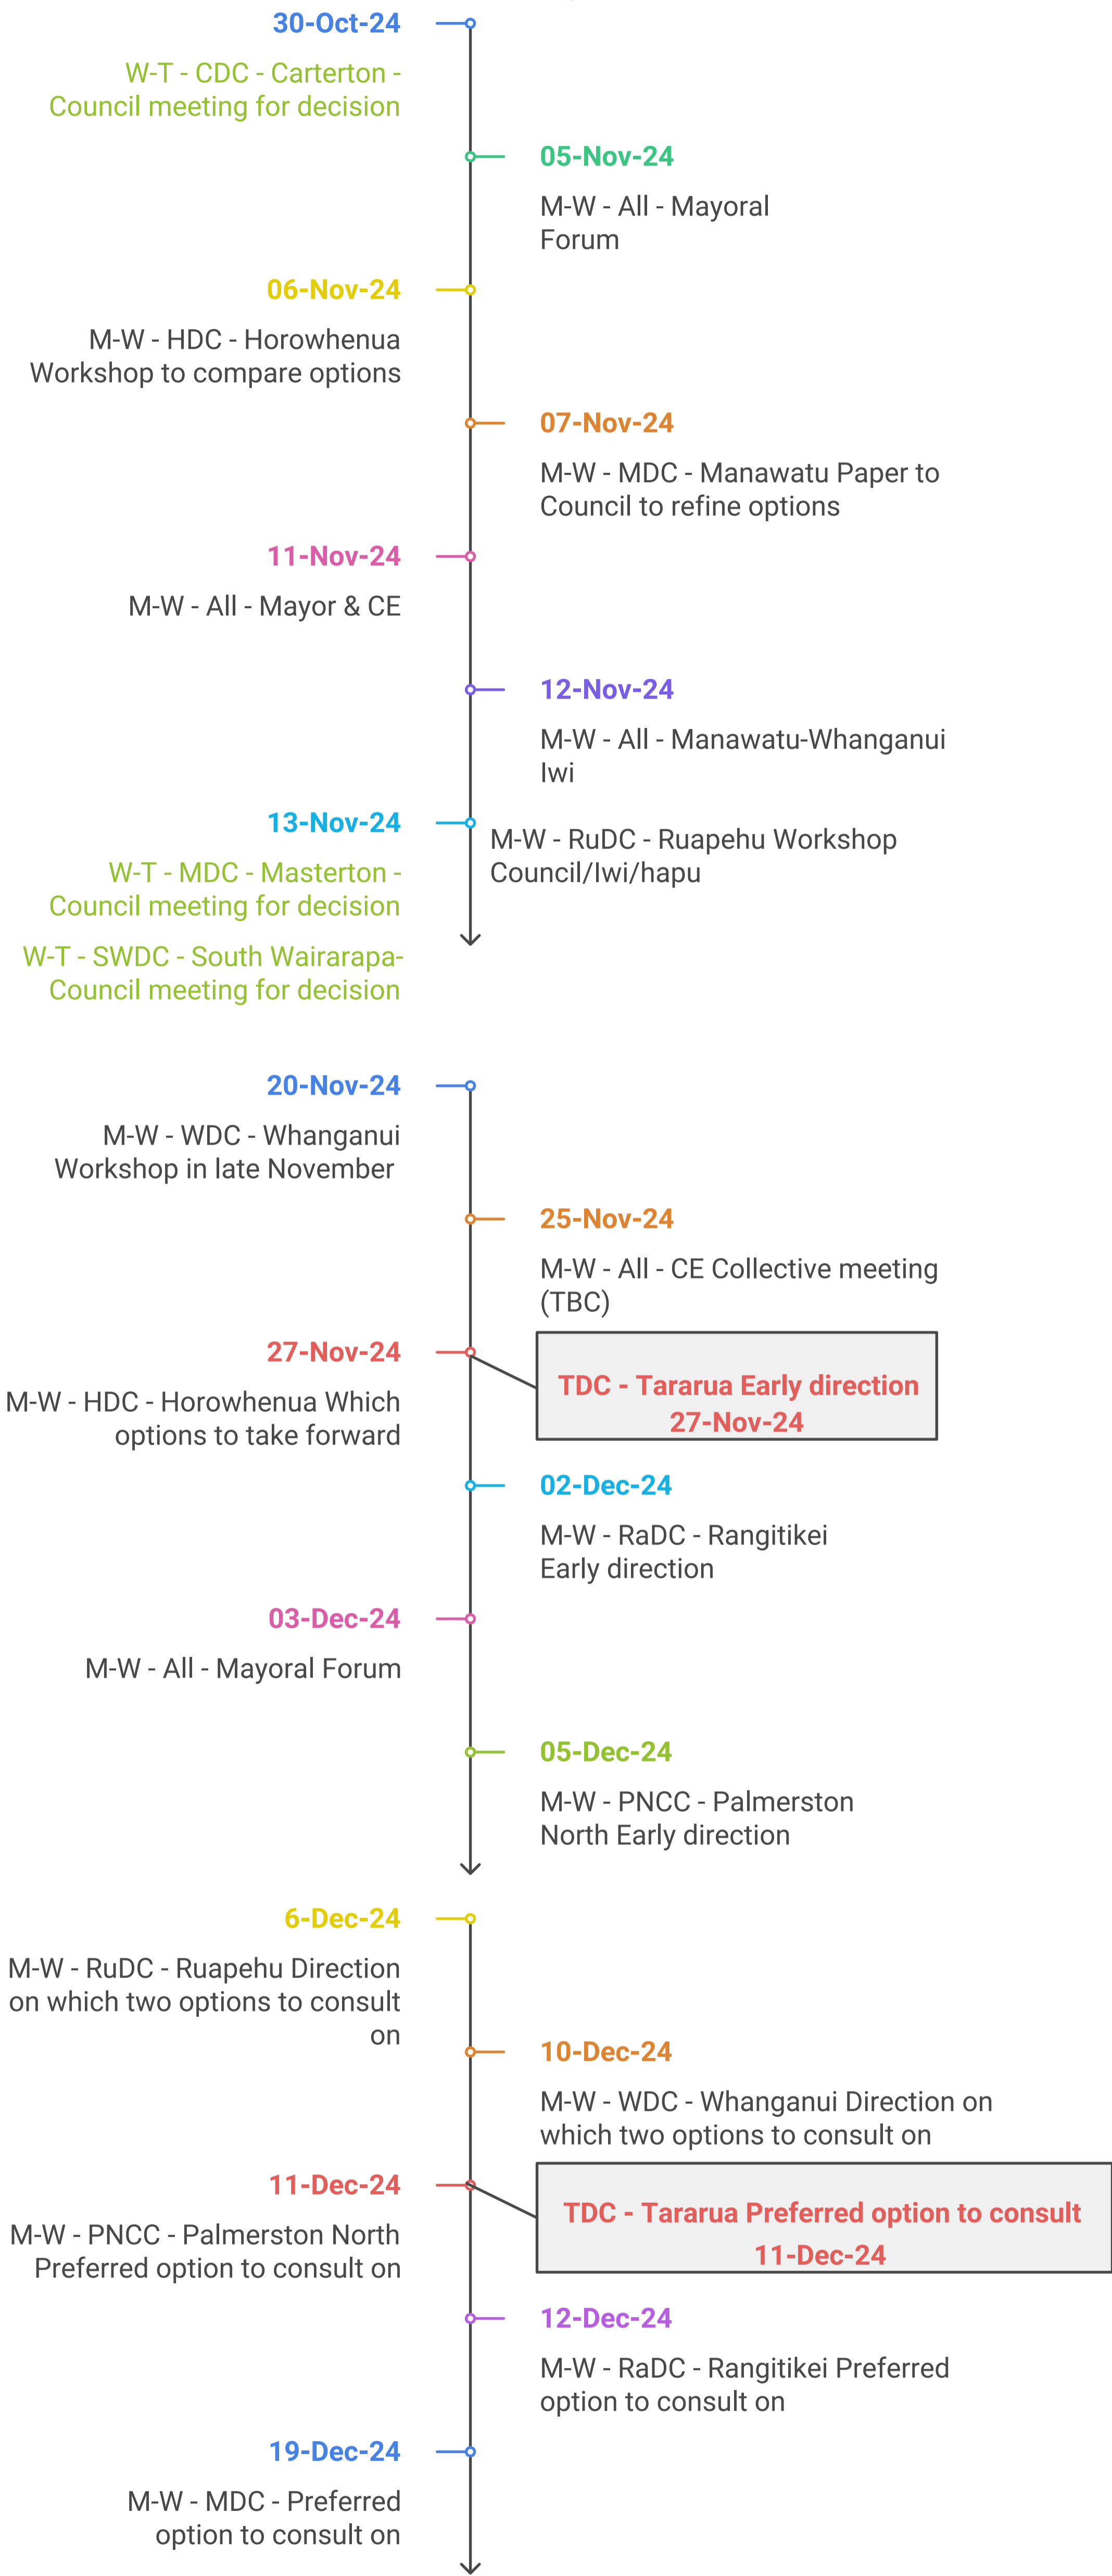 30-Oct-24
W-T - CDC - Carterton -
Council meeting for decision
05-Nov-24
M-W - All - Mayoral
Forum
06-Nov-24
M-W - HDC - Horowhenua
Workshop to compare options
07-Nov-24
M-W - MDC - Manawatu Paper to
Council to refine options
11-Nov-24
M-W - All - Mayor & CE
12-Nov-24
M-W - All - Manawatu-Whanganui
Iwi
13-Nov-24
W-T - MDC - Masterton -
Council meeting for decision
W-T - SWDC - South Wairarapa-
Council meeting for decision
M-W - RuDC - Ruapehu Workshop
Council/Iwi/hapu
20-Nov-24
M-W - WDC - Whanganui
Workshop in late November
25-Nov-24
M-W - All - CE Collective meeting
(TBC)
27-Nov-24
M-W - HDC - Horowhenua Which
options to take forward
TDC - Tararua Early direction
27-Nov-24
02-Dec-24
M-W - RaDC - Rangitikei
Early direction
03-Dec-24
M-W - All - Mayoral Forum
05-Dec-24
M-W - PNCC - Palmerston
North Early direction
6-Dec-24
M-W - RuDC - Ruapehu Direction
on which two options to consult
on
10-Dec-24
M-W - WDC - Whanganui Direction on
which two options to consult on
11-Dec-24
M-W - PNCC - Palmerston North
Preferred option to consult on
TDC - Tararua Preferred option to consult
11-Dec-24
12-Dec-24
M-W - RaDC - Rangitikei Preferred
option to consult on
19-Dec-24
M-W - MDC - Preferred
option to consult on